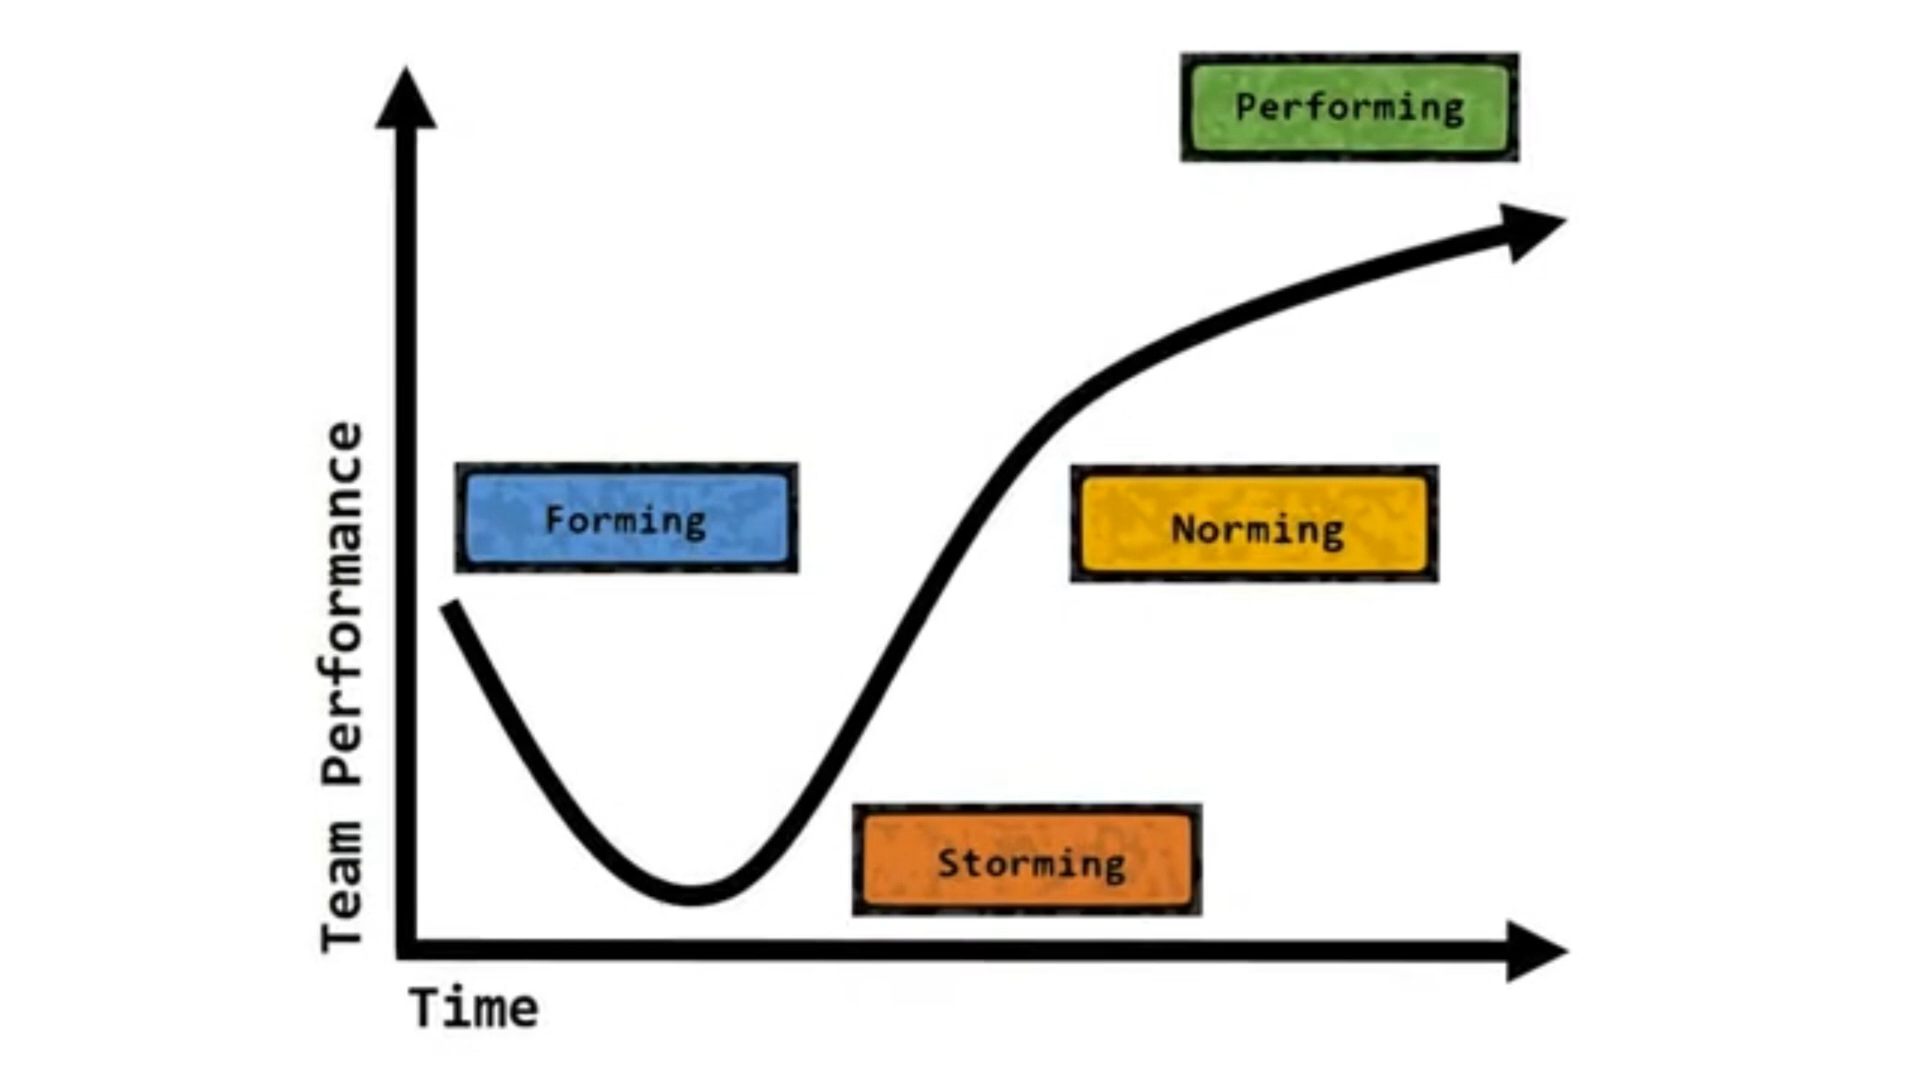 Performing
Forming
Norming
Storming
Team Performance
Time